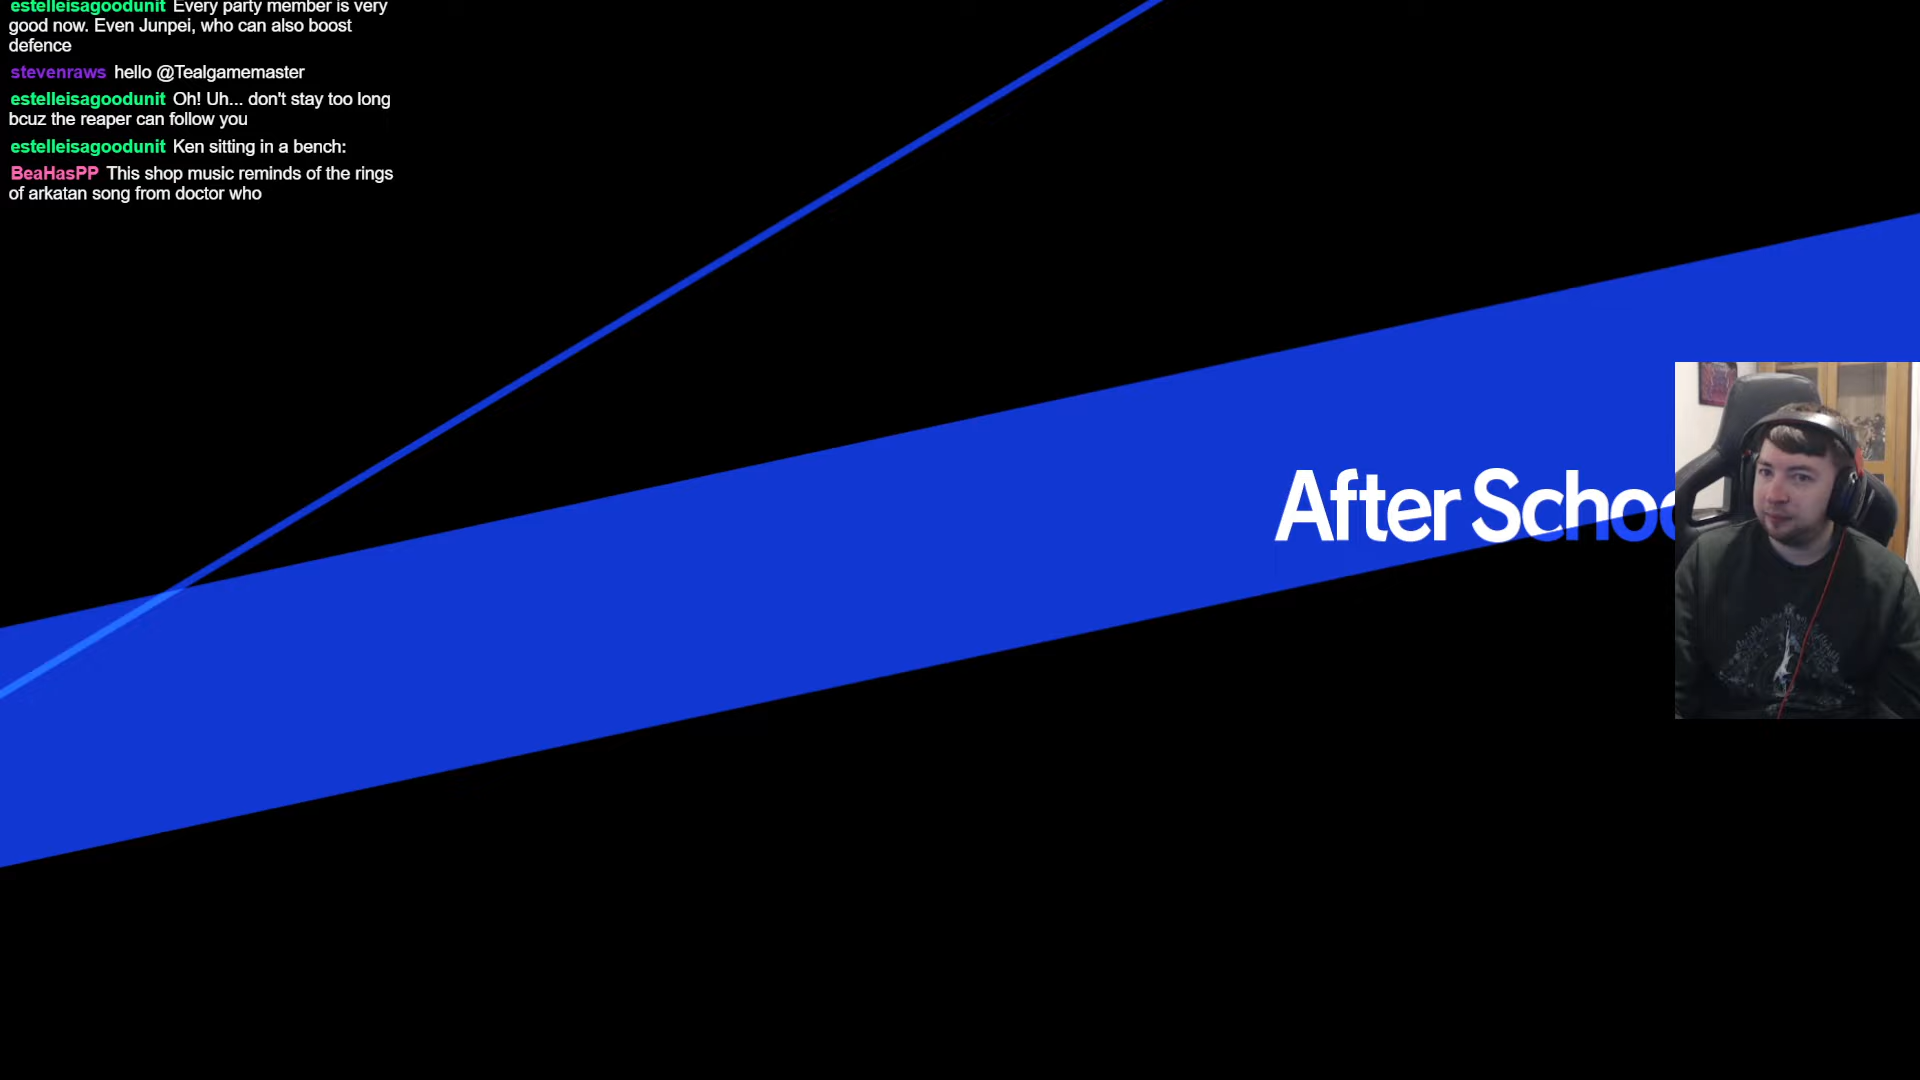 estelleisagoodunit Every party member is very
good now. Even Junpei, who can also boost
defence
stevenraws hello @Tealgamemaster
estelleisagoodunit Oh! Uh... don't stay too long
bcuz the reaper can follow you
estelleisagoodunit Ken sitting in a bench:
BeaHasPP This shop music reminds of the rings
of arkatan song from doctor who
After Schoo